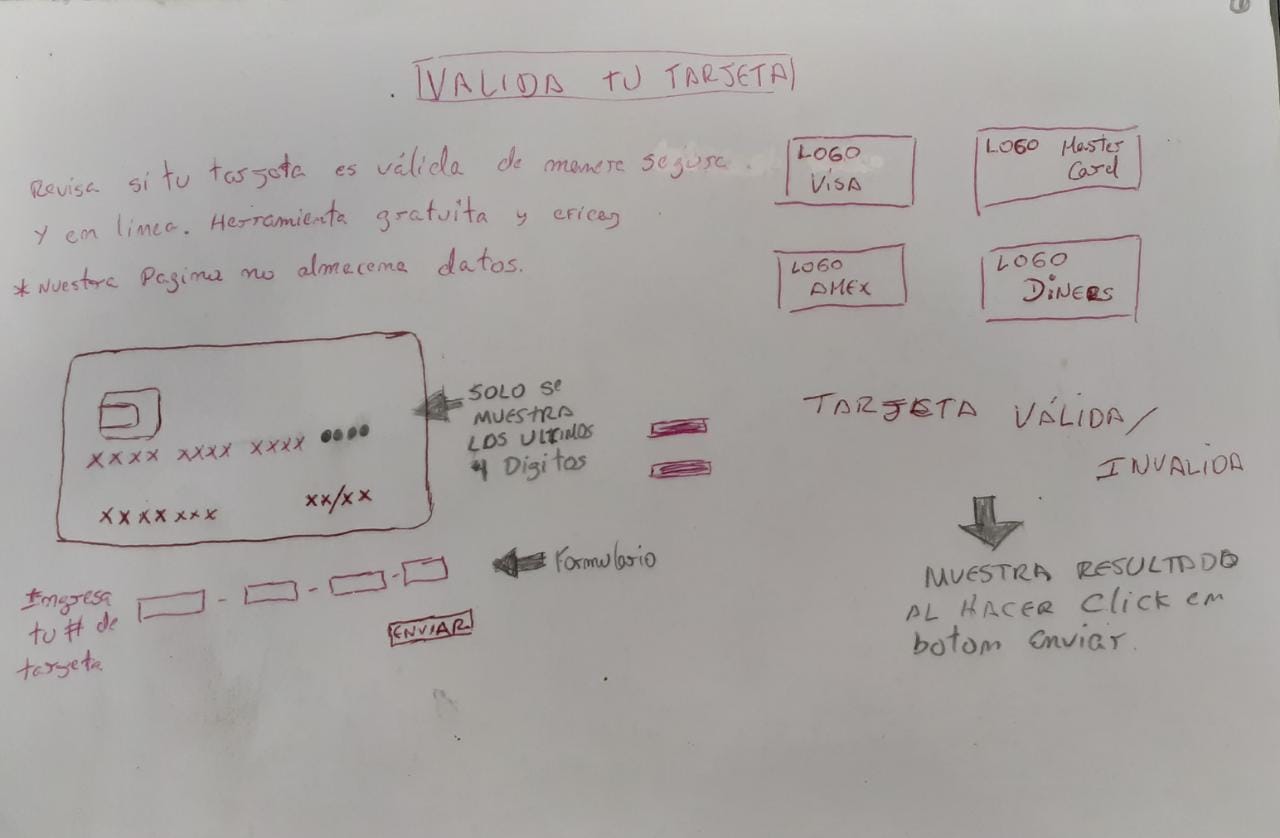 VALIDA TU TARJETA
Revisa si tu targeta es válida de manera segura.
Y en linea. Herramienta gratuita y eficaz
* Nuestra Pagina no almacena datos.
LOGO
VISA
LOGO Master
Card
LOGO
AMEX
LOGO
DINERS
XXXX XXXX XXXX ●●●●
XXXXXXX
XX/XX
SOLO SE
MUESTRA
LOS ULTIMOS
4 Digitos
=
TARJETA VÁLIDA/
INVALIDA
MUESTRA RESULTADO
AL HACER Click em
botom enviar.
Formulario
Ingresa
tu # de
targeta
- - -
ENVIAR